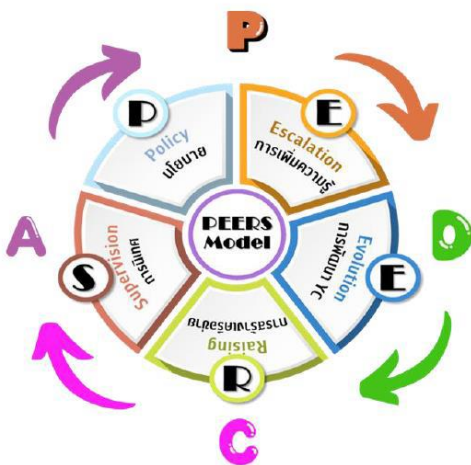 P
P
Policy
นโยบาย
E
Escalation
การเพิ่มความรู้
D
E
Evolution
การพัฒนา YC
C
R
Raising
การสร้างเครือข่าย
A
S
Supervision
การนิเทศ
PEERS
Model